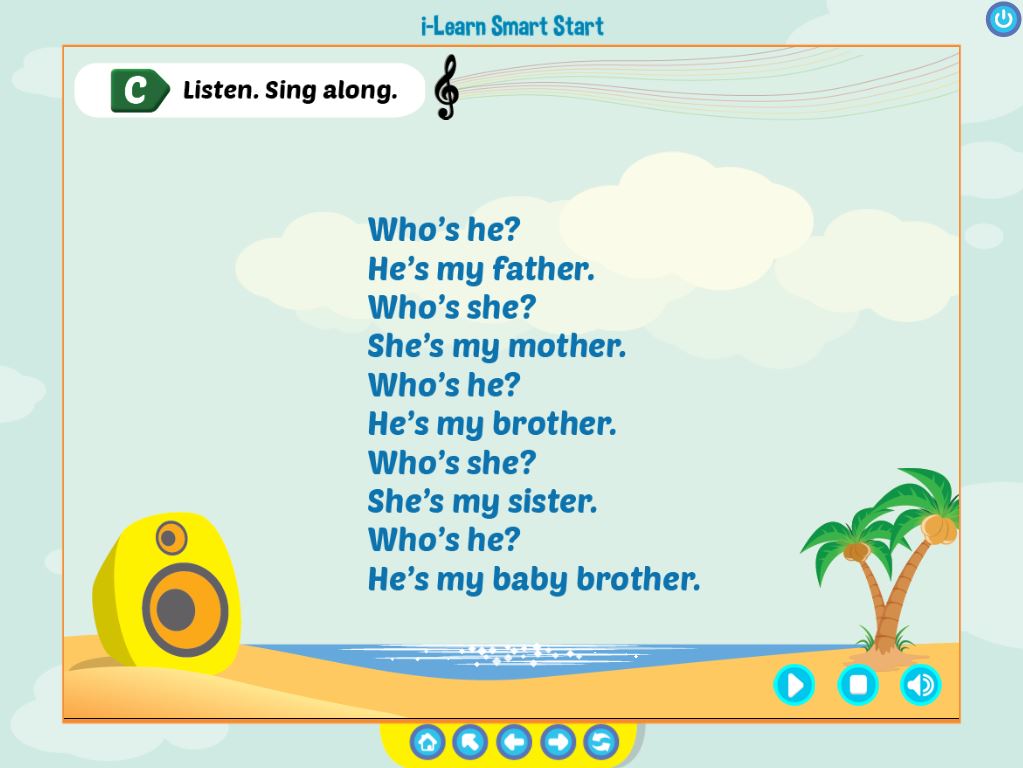 i-Learn Smart Start
C Listen. Sing along.
Who's he?
He's my father.
Who's she?
She's my mother.
Who's he?
He's my brother.
Who's she?
She's my sister.
Who's he?
He's my baby brother.